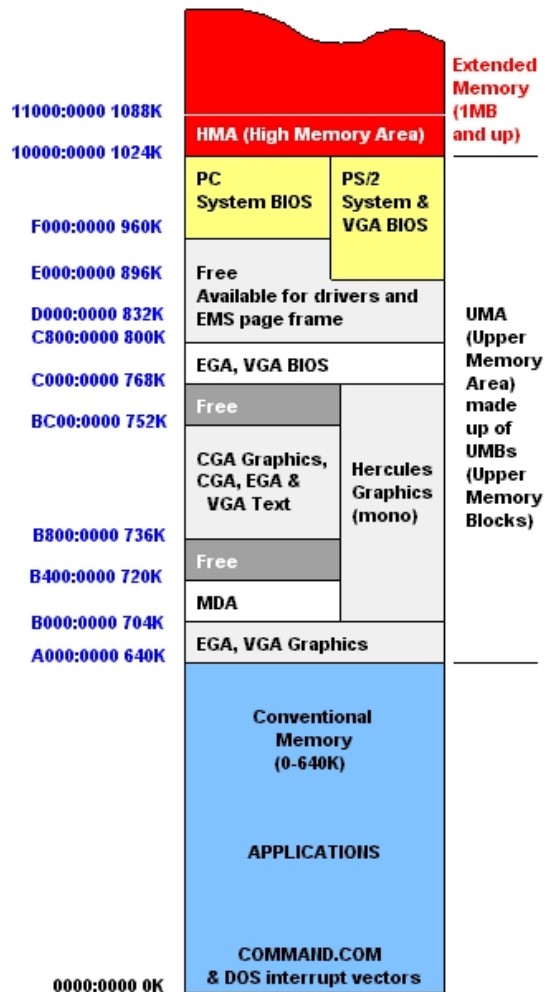 Extended
Memory
(1MB
and up)
11000:0000 1088K
HMA (High Memory Area)
10000:0000 1024K
PC
System BIOS
PS/2
System &
VGA BIOS
F000:0000 960K
E000:0000 896K
Free
Available for drivers and
EMS page frame
D000:0000 832K
C800:0000 800K
UMA
(Upper
Memory
Area)
made
up of
UMBs
(Upper
Memory
Blocks)
EGA, VGA BIOS
C000:0000 768K
Free
BC00:0000 752K
CGA Graphics,
CGA, EGA &
VGA Text
Hercules
Graphics
(mono)
B800:0000 736K
Free
B400:0000 720K
MDA
B000:0000 704K
EGA, VGA Graphics
A000:0000 640K
Conventional
Memory
(0-640K)
APPLICATIONS
COMMAND.COM
& DOS interrupt vectors
0000:0000 0K